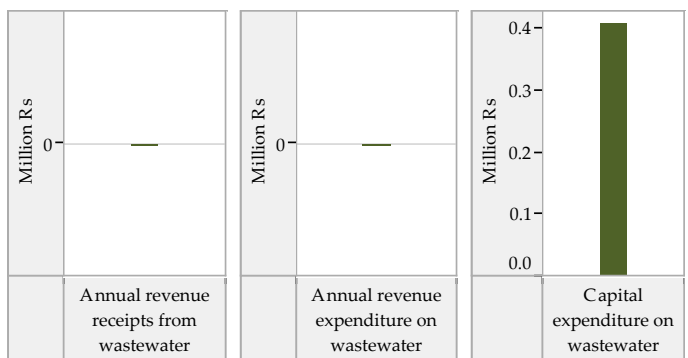 Million Rs
0
Annual revenue
receipts from
wastewater
Million Rs
0
Annual revenue
expenditure on
wastewater
Million Rs
0.4
0.3
0.2
0.1
0.0
Capital
expenditure on
wastewater